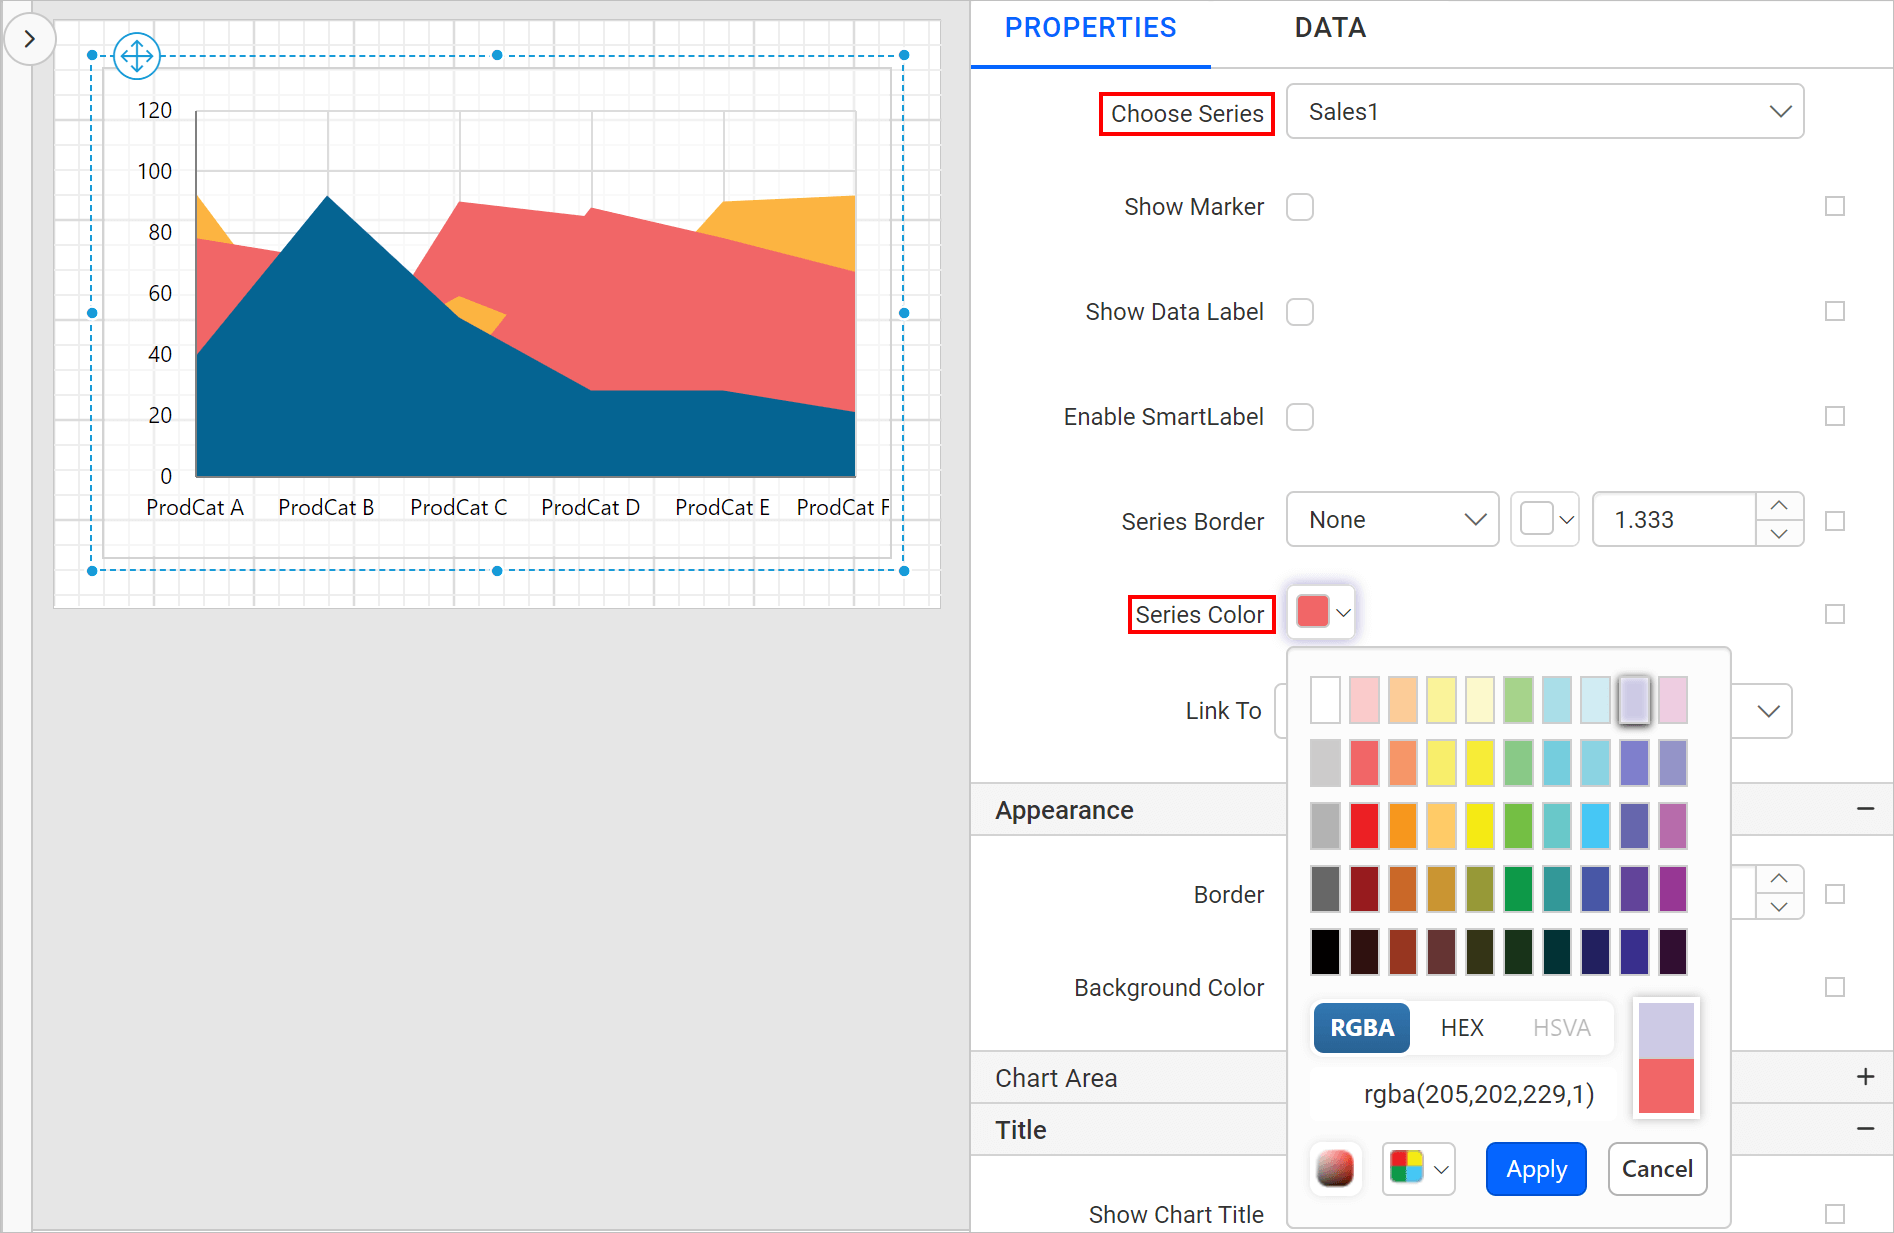 PROPERTIES DATA
Choose Series Sales1
Show Marker
Show Data Label
Enable SmartLabel
Series Border None 1.333
Series Color
Link To
Appearance
Border
Background Color
RGBA HEX HSVA
rgba(205,202,229,1)
Chart Area
Title
Apply Cancel
Show Chart Title
120
100
80
60
40
20
0
ProdCat A ProdCat B ProdCat C ProdCat D ProdCat E ProdCat F